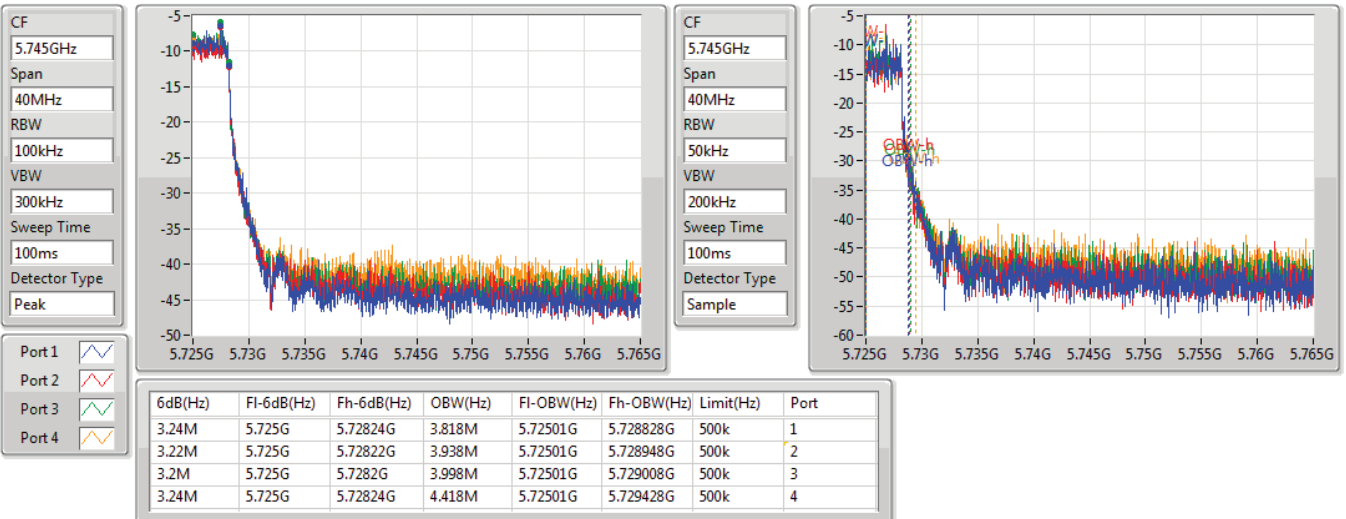 CF
5.745GHz
Span
40MHz
RBW
100kHz
VBW
300kHz
Sweep Time
100ms
Detector Type
Peak
-5
-10
-15
-20
-25
-30
-35
-40
-45
-50
5.725G 5.73G 5.735G 5.74G 5.745G 5.75G 5.755G 5.76G 5.765G
CF
5.745GHz
Span
40MHz
RBW
50kHz
VBW
200kHz
Sweep Time
100ms
Detector Type
Sample
-5
-10
-15
-20
-25
-30
-35
-40
-45
-50
-55
-60
OBW-h
OBW-h
5.725G 5.73G 5.735G 5.74G 5.745G 5.75G 5.755G 5.76G 5.765G
Port 1
Port 2
Port 3
Port 4
6dB(Hz) Fl-6dB(Hz) Fh-6dB(Hz) OBW(Hz) Fl-OBW(Hz) Fh-OBW(Hz) Limit(Hz) Port
3.24M 5.725G 5.72824G 3.818M 5.72501G 5.728828G 500k 1
3.22M 5.725G 5.72822G 3.938M 5.72501G 5.728948G 500k 2
3.2M 5.725G 5.7282G 3.998M 5.72501G 5.729008G 500k 3
3.24M 5.725G 5.72824G 4.418M 5.72501G 5.729428G 500k 4